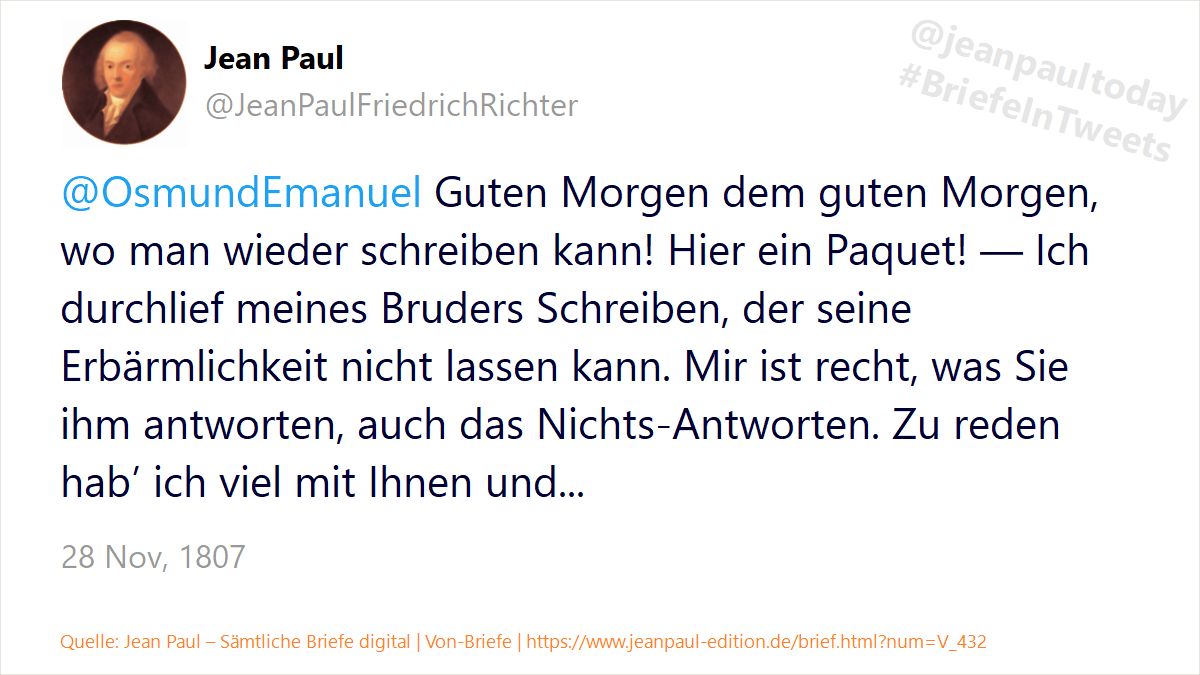 Jean Paul
@JeanPaulFriedrichRichter
@jeanpaultoday
#BriefeInTweets
@OsmundEmanuel Guten Morgen dem guten Morgen,
wo man wieder schreiben kann! Hier ein Paquet! — Ich
durchlief meines Bruders Schreiben, der seine
Erbärmlichkeit nicht lassen kann. Mir ist recht, was Sie
ihm antworten, auch das Nichts-Antworten. Zu reden
hab’ ich viel mit Ihnen und...
28 Nov, 1807
Quelle: Jean Paul – Sämtliche Briefe digital | Von-Briefe | https://www.jeanpaul-edition.de/brief.html?num=V_432